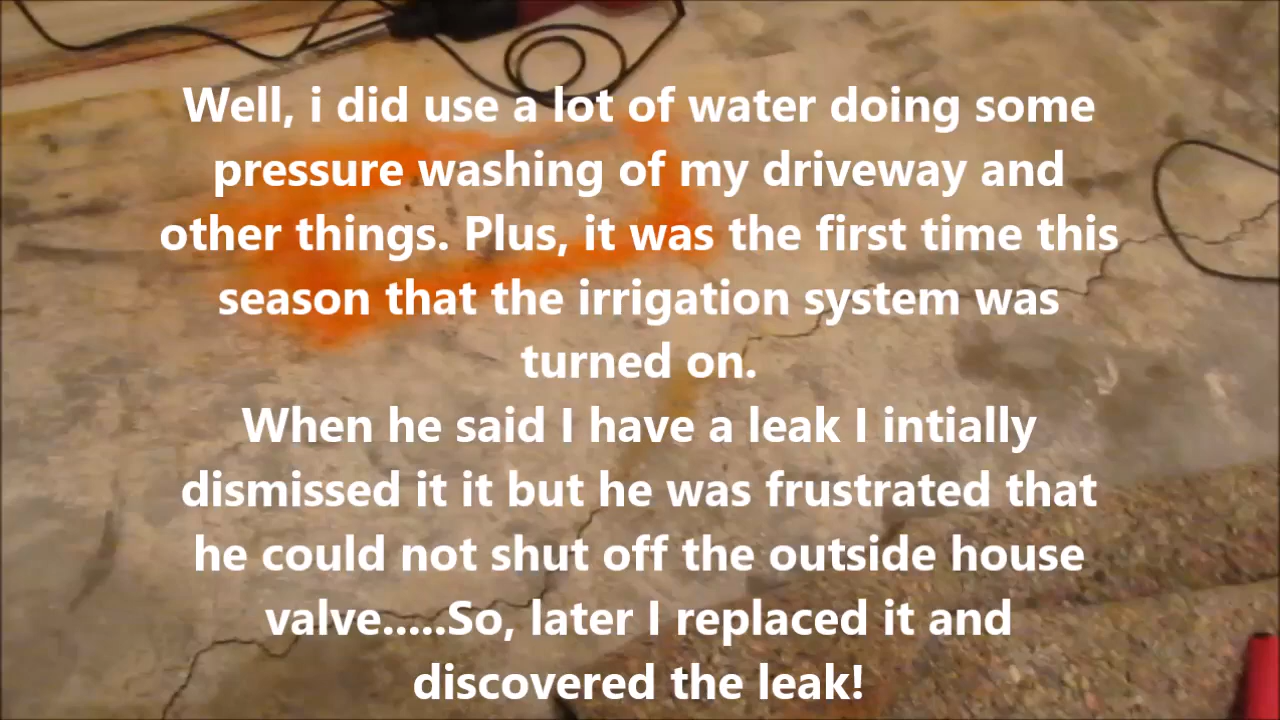 Well, i did use a lot of water doing some
pressure washing of my driveway and
other things. Plus, it was the first time this
season that the irrigation system was
turned on.
When he said I have a leak I intially
dismissed it it but he was frustrated that
he could not shut off the outside house
valve.....So, later I replaced it and
discovered the leak!